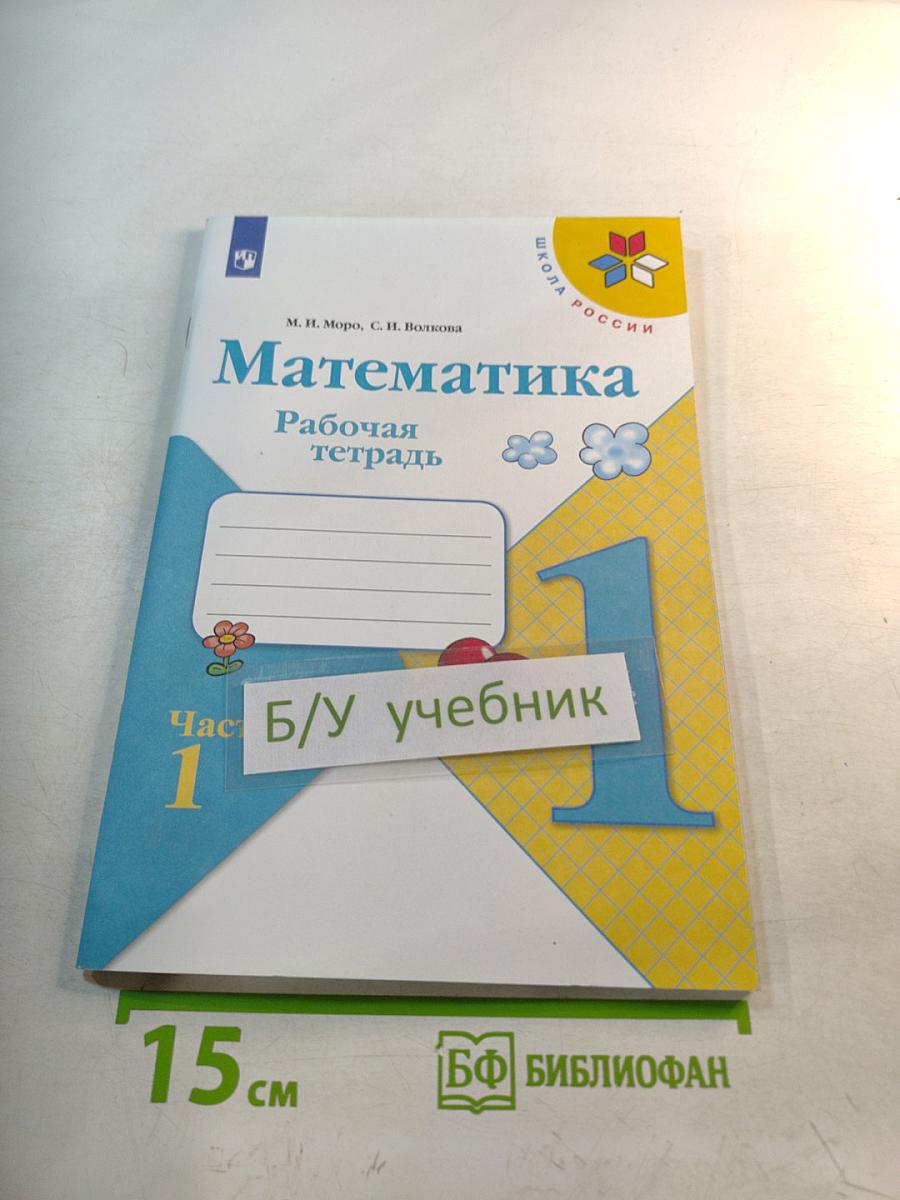 ШКОЛА РОССИИ
М. И. Моро, С. И. Волкова
Математика
Рабочая
тетрадь
1
Б/У учебник
1
15 см
БФ БИБЛИОФАН